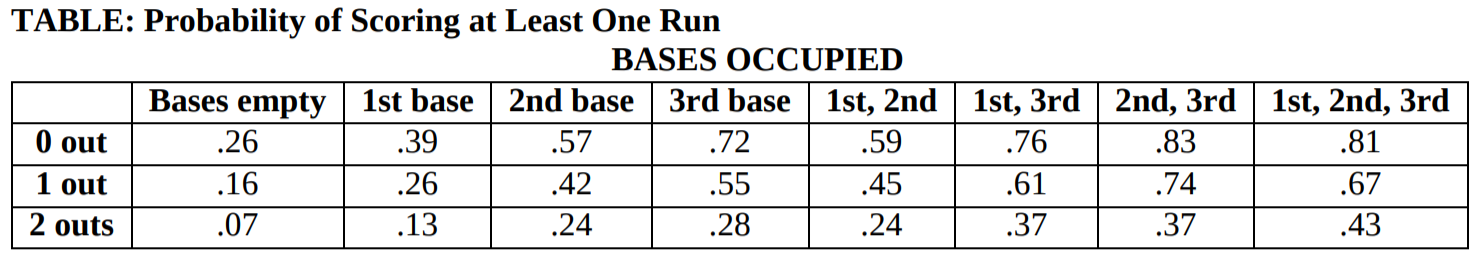 TABLE: Probability of Scoring at Least One Run
BASES OCCUPIED
Bases empty 1st base 2nd base 3rd base 1st, 2nd 1st, 3rd 2nd, 3rd 1st, 2nd, 3rd
0 out .26 .39 .57 .72 .59 .76 .83 .81
1 out .16 .26 .42 .55 .45 .61 .74 .67
2 outs .07 .13 .24 .28 .24 .37 .37 .43